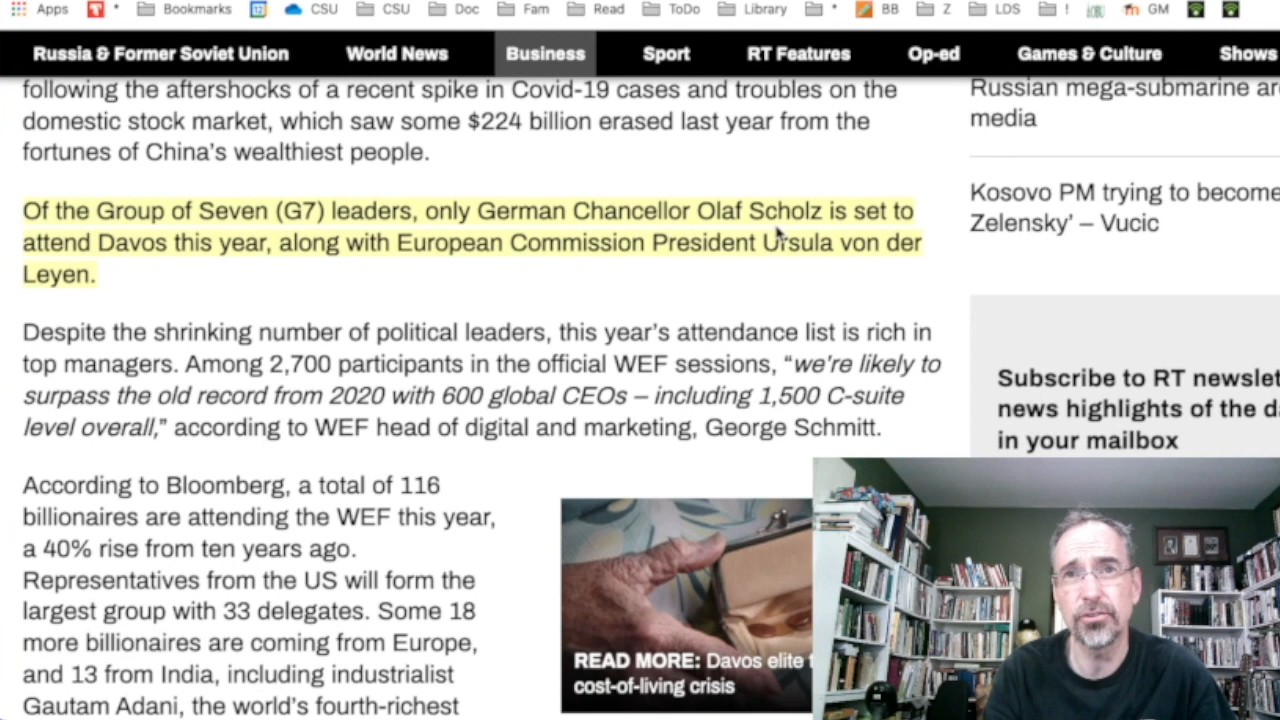 Apps
Bookmarks
CSU
CSU
Doc
Fam
Read
ToDo
Library
BB
Z
LDS
!
GM
Russia & Former Soviet Union
World News
Business
Sport
RT Features
Op-ed
Games & Culture
Shows
following the aftershocks of a recent spike in Covid-19 cases and troubles on the
domestic stock market, which saw some $224 billion erased last year from the
fortunes of China’s wealthiest people.
Of the Group of Seven (G7) leaders, only German Chancellor Olaf Scholz is set to
attend Davos this year, along with European Commission President Ursula von der
Leyen.
Despite the shrinking number of political leaders, this year’s attendance list is rich in
top managers. Among 2,700 participants in the official WEF sessions, “we’re likely to
surpass the old record from 2020 with 600 global CEOs – including 1,500 C-suite
level overall,” according to WEF head of digital and marketing, George Schmitt.
According to Bloomberg, a total of 116
billionaires are attending the WEF this year,
a 40% rise from ten years ago.
Representatives from the US will form the
largest group with 33 delegates. Some 18
more billionaires are coming from Europe,
and 13 from India, including industrialist
Gautam Adani, the world’s fourth-richest
READ MORE: Davos elite
cost-of-living crisis
Russian mega-submarine
media
Kosovo PM trying to become
Zelensky’ – Vucic
Subscribe to RT
news highlights of the
in your mailbox